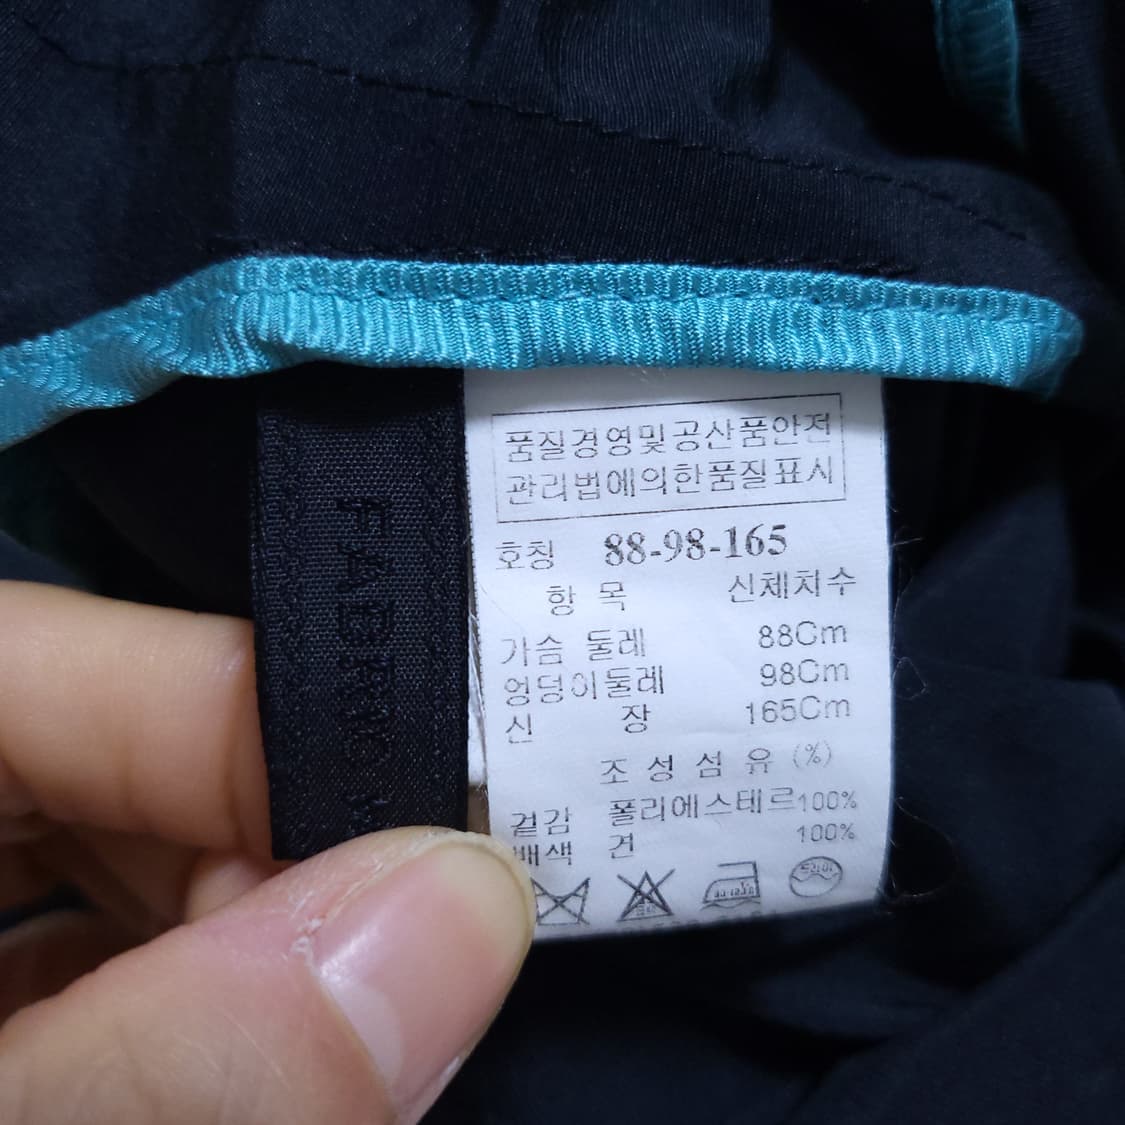 품질경영및공산품안전
관리법에의한품질표시
호칭 88-98-165
항 목 신체치수
가슴 둘레 88Cm
엉덩이둘레 98Cm
신 장 165Cm
조 성 섬 유 (%)
겉감 폴리에스테르100%
배색 견 100%